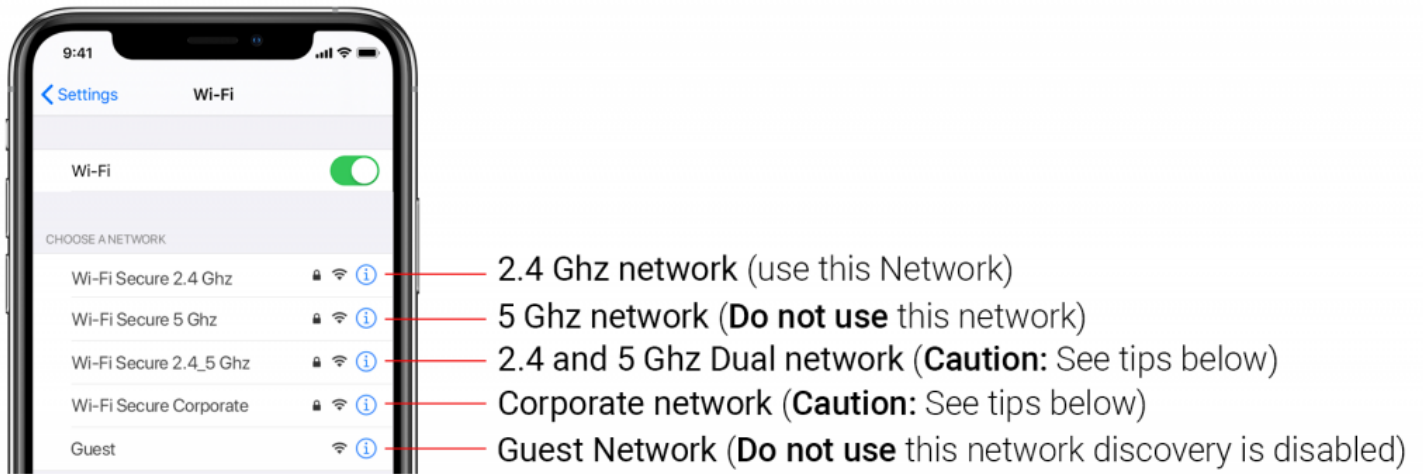 9:41
Settings Wi-Fi
Wi-Fi
CHOOSE A NETWORK
Wi-Fi Secure 2.4 Ghz 2.4 Ghz network (use this Network)
Wi-Fi Secure 5 Ghz 5 Ghz network (Do not use this network)
Wi-Fi Secure 2.4_5 Ghz 2.4 and 5 Ghz Dual network (Caution: See tips below)
Wi-Fi Secure Corporate Corporate network (Caution: See tips below)
Guest Guest Network (Do not use this network discovery is disabled)